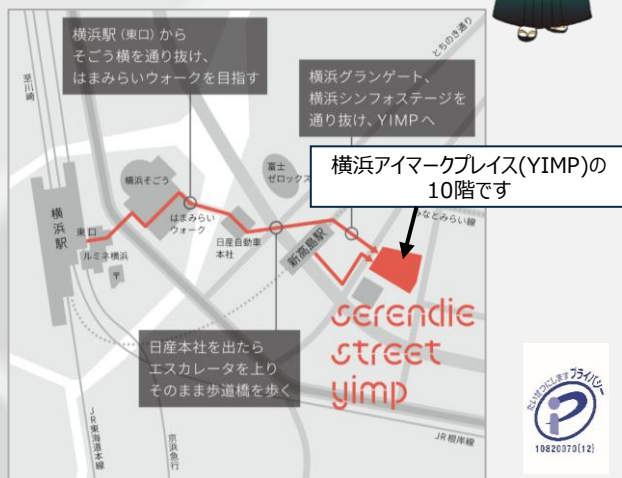 横浜駅(東口)から
そごう横を通り抜け、
はまみらいウォークを目指す
至川崎
とちのき通り
横浜グランゲート、
横浜シンフォステージを
通り抜け、YIMPへ
横浜アイマークプレイス(YIMP)の
10階です
富士
ゼロックス
横浜そごう
はまみらい
ウォーク
みなとみらい線
横浜駅
東口
ルミネ横浜
〒
日産自動車
本社
新高島駅
serendie
street
yimp
日産本社を出たら
エスカレータを上り
そのまま歩道橋を歩く
JR東海道本線
京浜急行
JR根岸線
たいせつにしますプライバシー
10820070(12)